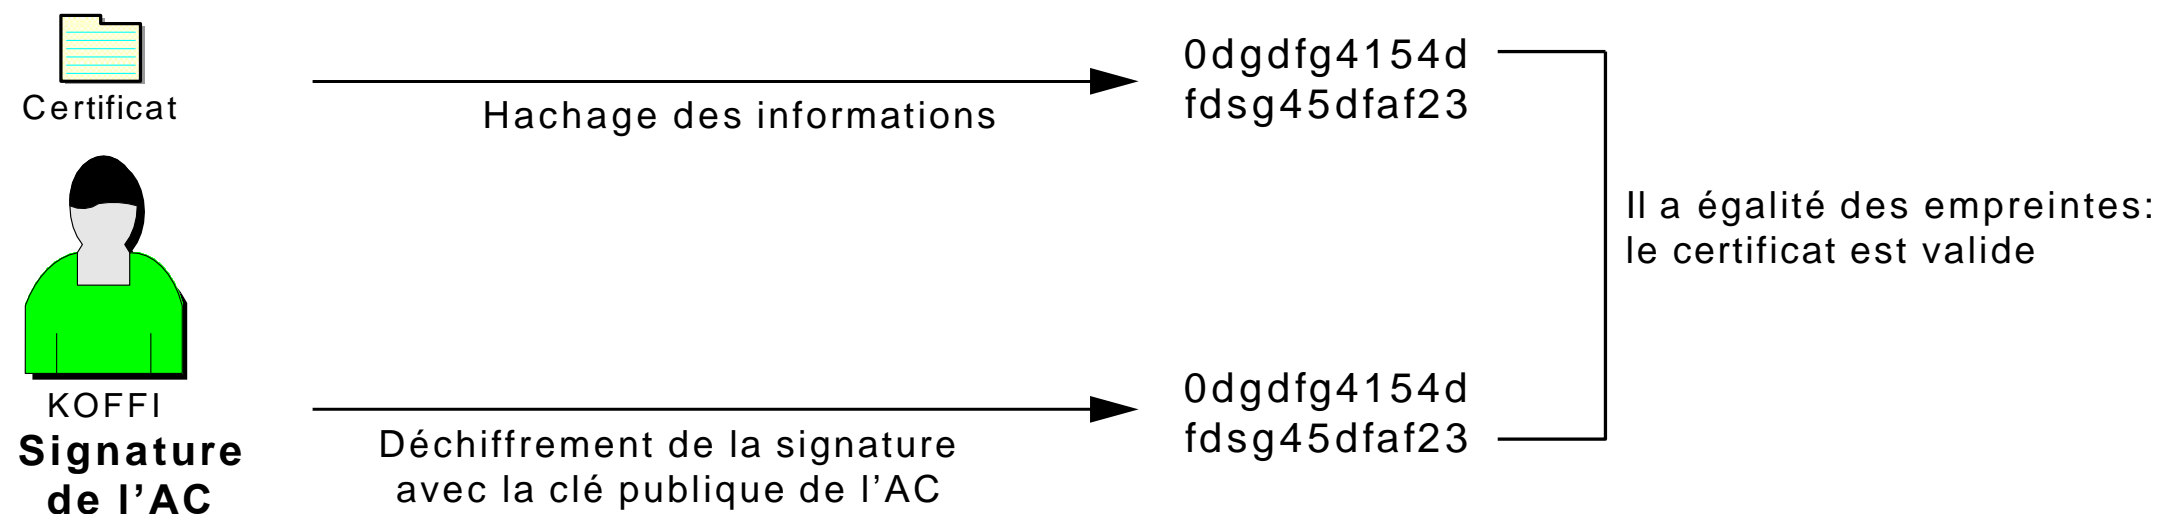 Certificat
Hachage des informations
0dgdfg4154d
fdsg45dfaf23
Il a égalité des empreintes:
le certificat est valide
KOFFI
Signature
de l’AC
Déchiffrement de la signature
avec la clé publique de l’AC
0dgdfg4154d
fdsg45dfaf23